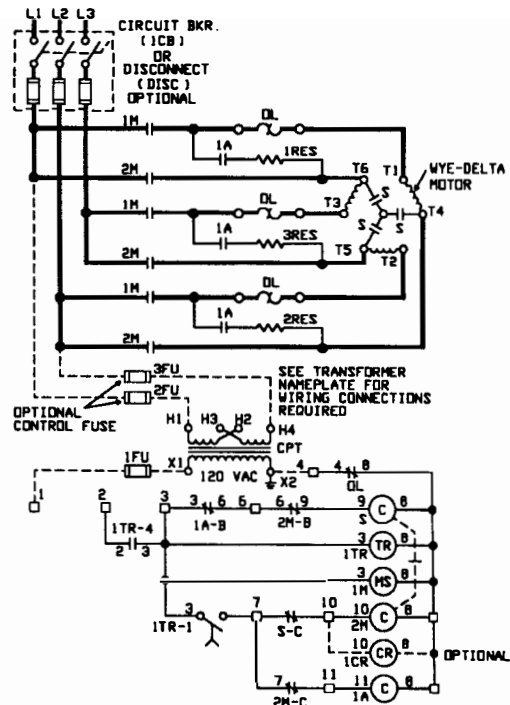 L1 L2 L3
CIRCUIT BKR.
(1CB)
OR
DISCONNECT
(DISC)
OPTIONAL
1M OL
1A 1RES
2M T6 T1 WYE-DELTA
MOTOR
S
1M T3 T4
OL S
1A 3RES S
2M T5 T2
1M OL
1A 2RES
2M
3FU
2FU
SEE TRANSFORMER
NAMEPLATE FOR
WIRING CONNECTIONS
REQUIRED
OPTIONAL
CONTROL FUSE
H1 H3 H2 H4
CPT
1FU X1 120 VAC X2 4 4 8
OL
1 2 3 3 6 6 6 9 9 C 8
1A-B 2M-B S
1TR-4
2 3
3 TR 8
1TR
3 MS 8
1M
3 7 10 10 C 8
1TR-1 S-C 2M
10 CR 8 OPTIONAL
1CR
7 11 11 C 8
2M-C 1A